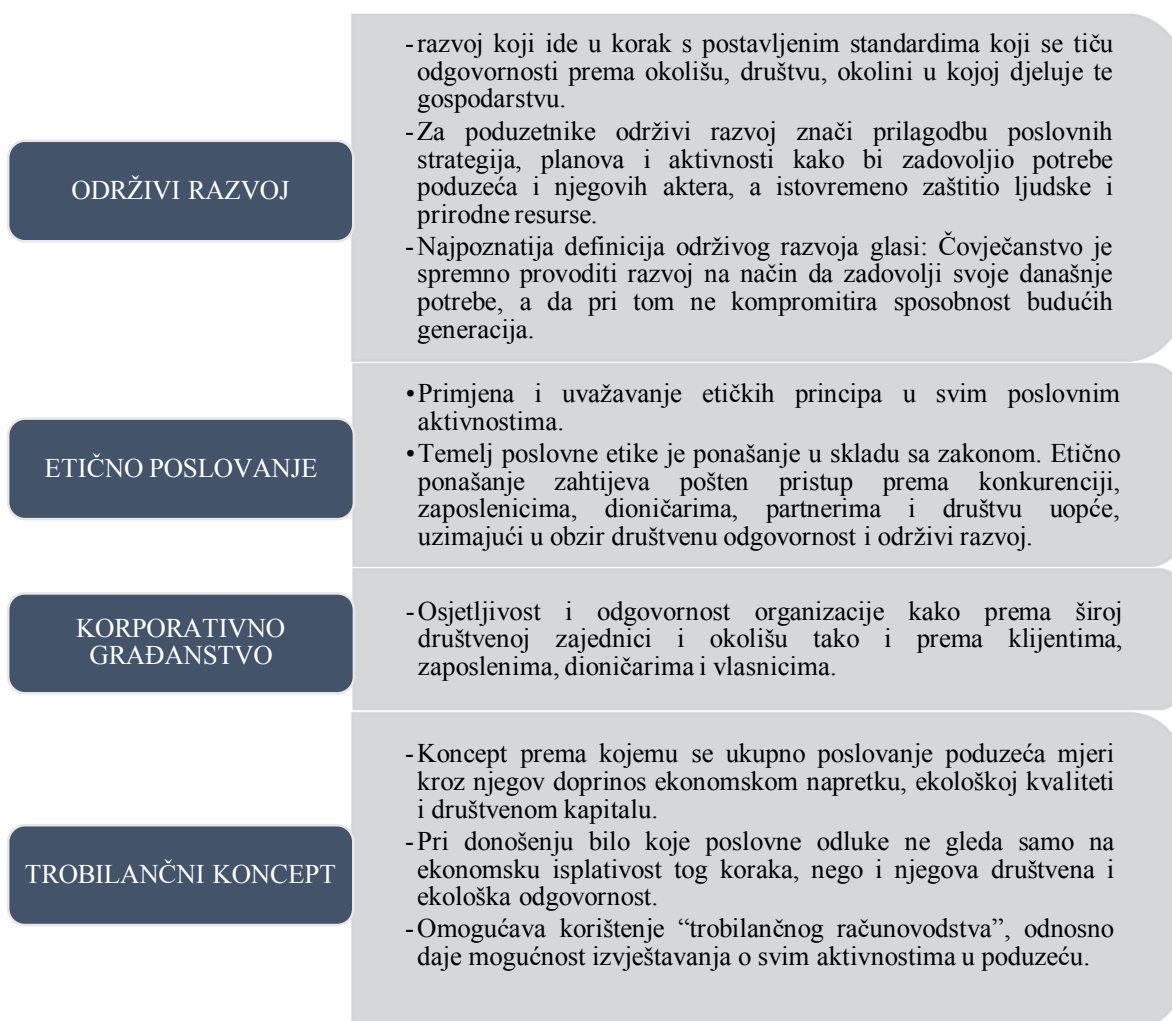 ODRŽIVI RAZVOJ
-razvoj koji ide u korak s postavljenim standardima koji se tiču
odgovornosti prema okolišu, društvu, okolini u kojoj djeluje te
gospodarstvu.
-Za poduzetnike održivi razvoj znači prilagodbu poslovnih
strategija, planova i aktivnosti kako bi zadovoljio potrebe
poduzeća i njegovih aktera, a istovremeno zaštitio ljudske i
prirodne resurse.
-Najpoznatija definicija održivog razvoja glasi: Čovječanstvo je
spremno provoditi razvoj na način da zadovolji svoje današnje
potrebe, a da pri tom ne kompromitira sposobnost budućih
generacija.
ETIČNO POSLOVANJE
•Primjena i uvažavanje etičkih principa u svim poslovnim
aktivnostima.
•Temelj poslovne etike je ponašanje u skladu sa zakonom. Etično
ponašanje zahtijeva pošten pristup prema konkurenciji,
zaposlenicima, dioničarima, partnerima i društvu uopće,
uzimajući u obzir društvenu odgovornost i održivi razvoj.
KORPORATIVNO
GRAĐANSTVO
-Osjetljivost i odgovornost organizacije kako prema široj
društvenoj zajednici i okolišu tako i prema klijentima,
zaposlenima, dioničarima i vlasnicima.
TROBILANČNI KONCEPT
-Koncept prema kojemu se ukupno poslovanje poduzeća mjeri
kroz njegov doprinos ekonomskom napretku, ekološkoj kvaliteti
i društvenom kapitalu.
-Pri donošenju bilo koje poslovne odluke ne gleda samo na
ekonomsku isplativost tog koraka, nego i njegova društvena i
ekološka odgovornost.
-Omogućava korištenje “trobilančnog računovodstva”, odnosno
daje mogućnost izvještavanja o svim aktivnostima u poduzeću.